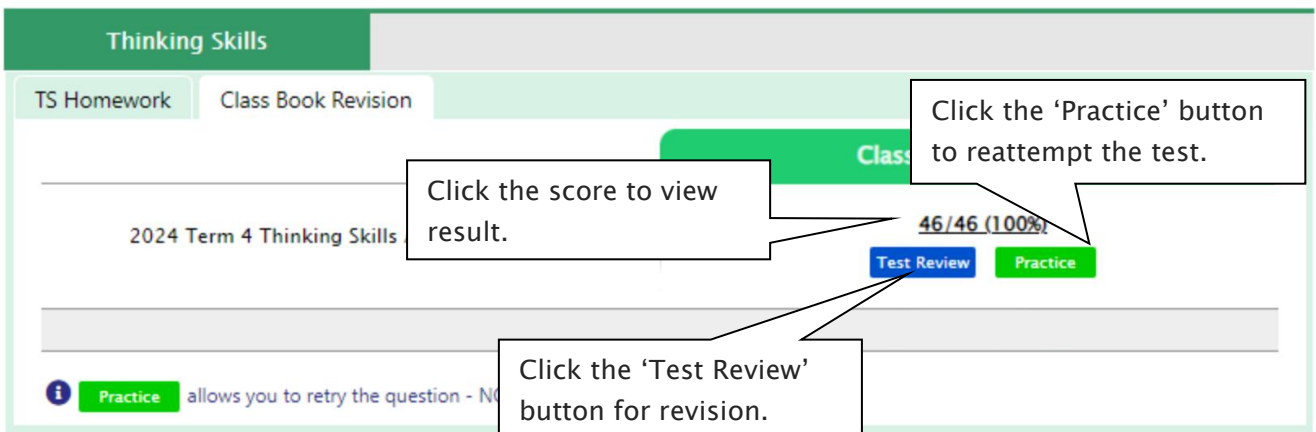 Thinking Skills
TS Homework Class Book Revision
Click the ‘Practice’ button
to reattempt the test.
Class
Click the score to view
result.
2024 Term 4 Thinking Skills
46/46 (100%)
Test Review Practice
Click the ‘Test Review’
button for revision.
Practice allows you to retry the question -